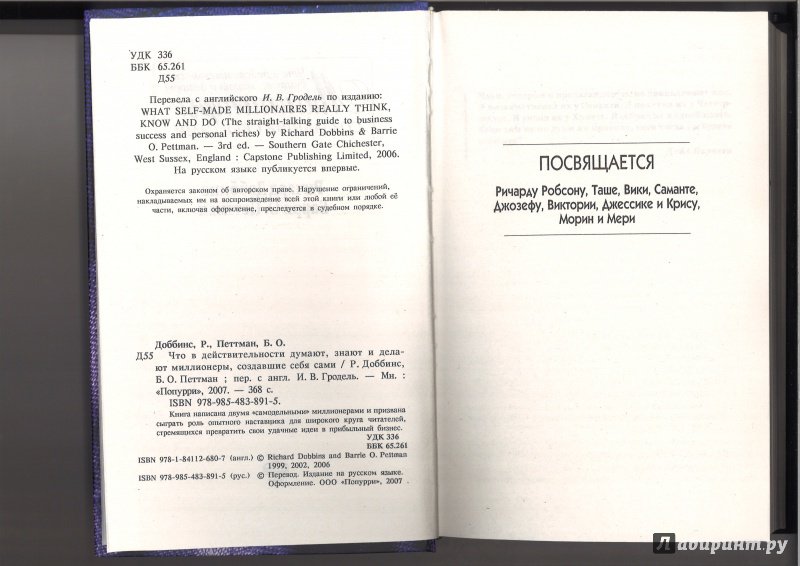 УДК 336
ББК 65.261
Д55
Перевела с английского И. В. Гродель по изданию:
WHAT SELF-MADE MILLIONAIRES REALLY THINK,
KNOW AND DO (The straight-talking guide to business
success and personal riches) by Richard Dobbins & Barrie
O. Pettman. — 3rd ed. — Southern Gate Chichester,
West Sussex, England : Capstone Publishing Limited, 2006.
На русском языке публикуется впервые.
Охраняется законом об авторском праве. Нарушение ограничений,
накладываемых им на воспроизведение всей этой книги или любой её
части, включая оформление, преследуется в судебном порядке.
Доббинс, Р., Петтман, Б. О.
Д55 Что в действительности думают, знают и дела-
ют миллионеры, создавшие себя сами / Р. Доббинс,
Б. О. Петтман ; пер. с англ. И. В. Гродель. — Мн. :
«Попурри», 2007. — 368 с.
ISBN 978-985-483-891-5.
Книга написана двумя «самодельными» миллионерами и призвана
сыграть роль опытного наставника для широкого круга читателей,
стремящихся превратить свои удачные идеи в прибыльный бизнес.
УДК 336
ББК 65.261
ISBN 978-1-84112-680-7 (англ.) © Richard Dobbins and Barrie O. Pettman
1999, 2002, 2006
ISBN 978-985-483-891-5 (рус.) © Перевод. Издание на русском языке.
Оформление. ООО «Попурри», 2007
ПОСВЯЩАЕТСЯ
Ричарду Робсону, Таше, Вики, Саманте,
Джозефу, Виктории, Джессике и Крису,
Морин и Мери
Лабиринт.ру